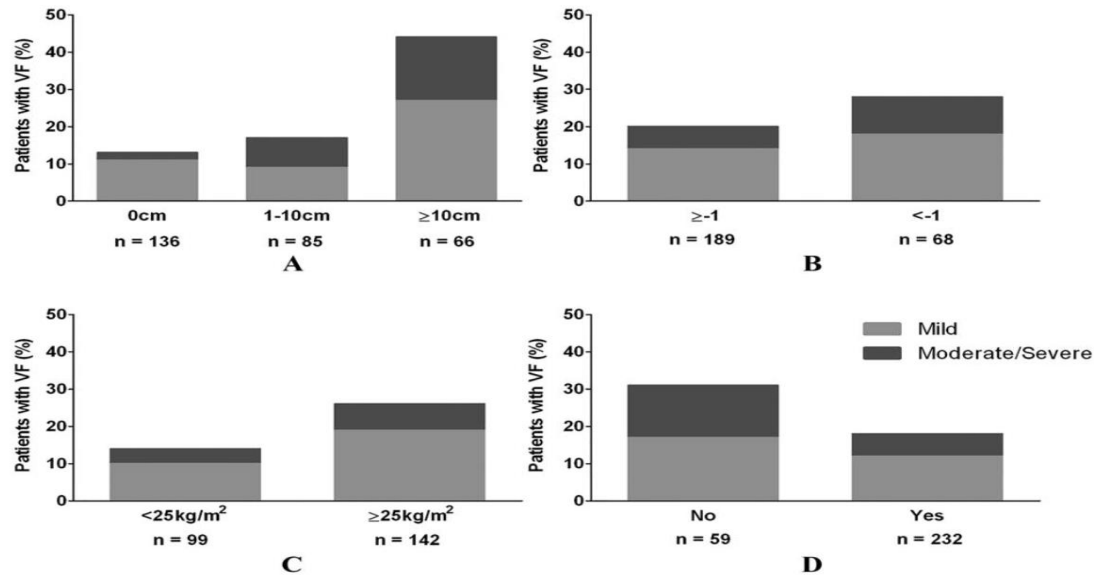 Patients with VF (%)
50
40
30
20
10
0
0cm 1-10cm ≥10cm
n = 136 n = 85 n = 66
A
Patients with VF (%)
50
40
30
20
10
0
≥-1 <-1
n = 189 n = 68
B
Patients with VF (%)
50
40
30
20
10
0
<25kg/m² ≥25kg/m²
n = 99 n = 142
C
Patients with VF (%)
50
40
30
20
10
0
Mild
Moderate/Severe
No Yes
n = 59 n = 232
D